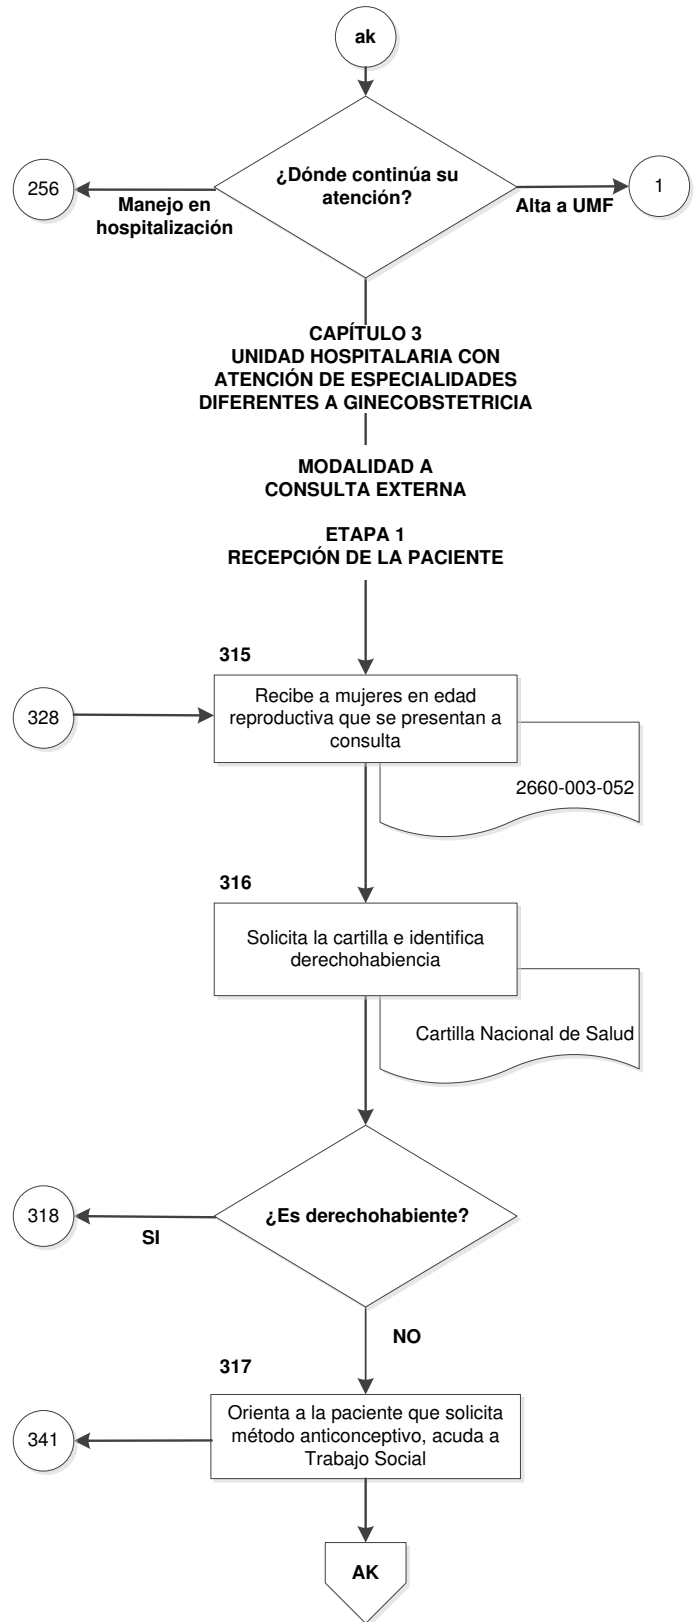 ak
¿Dónde continúa su
atención?
256
Manejo en
hospitalización
Alta a UMF
1
CAPÍTULO 3
UNIDAD HOSPITALARIA CON
ATENCIÓN DE ESPECIALIDADES
DIFERENTES A GINECOBSTETRICIA
MODALIDAD A
CONSULTA EXTERNA
ETAPA 1
RECEPCIÓN DE LA PACIENTE
315
328
Recibe a mujeres en edad
reproductiva que se presentan a
consulta
2660-003-052
316
Solicita la cartilla e identifica
derechohabiencia
Cartilla Nacional de Salud
¿Es derechohabiente?
318
SI
NO
317
Orienta a la paciente que solicita
método anticonceptivo, acuda a
Trabajo Social
341
AK